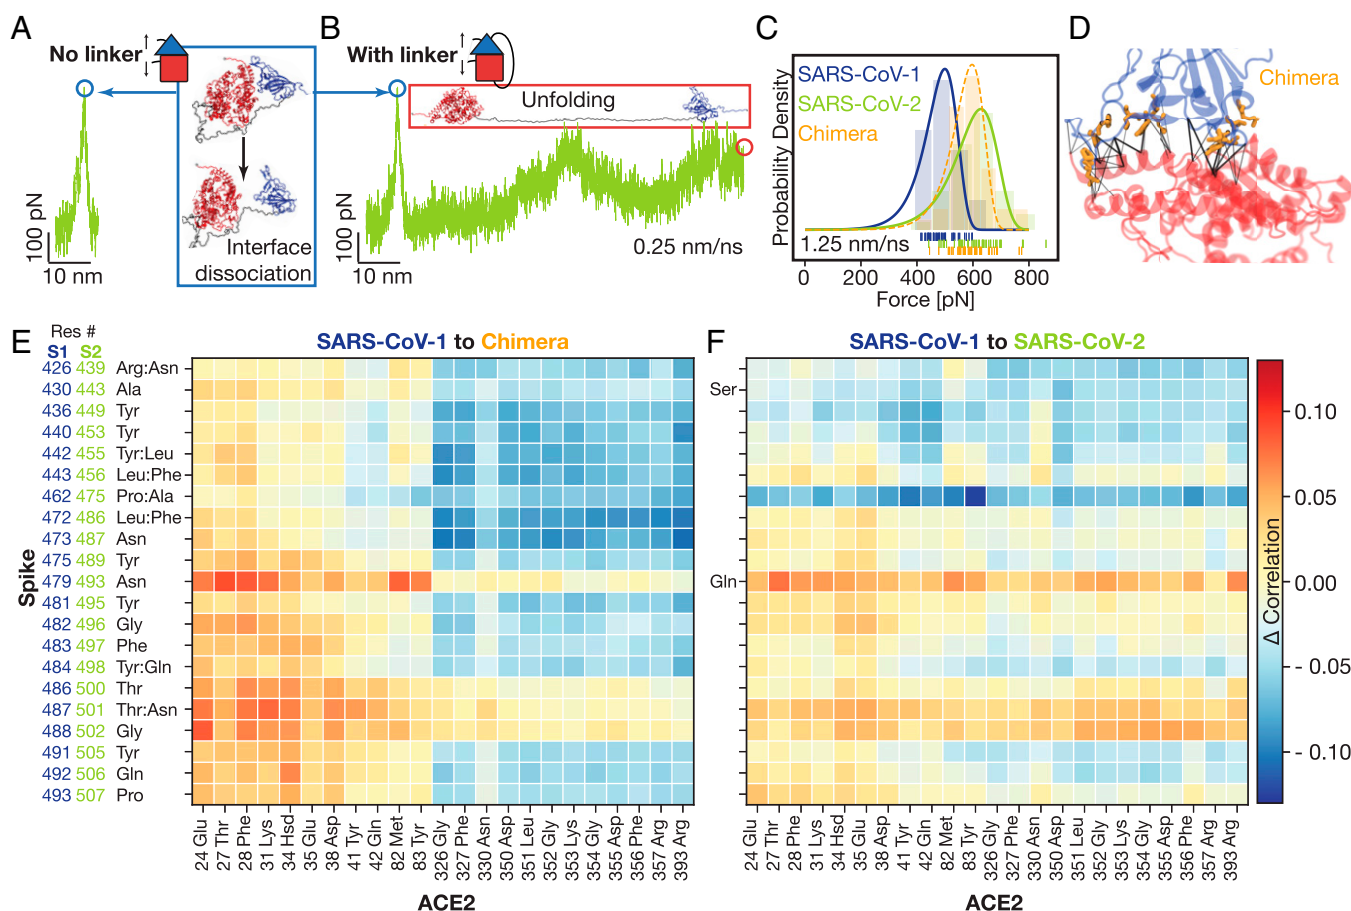 A
No linker
100 pN
10 nm
Interface
dissociation
B
With linker
Unfolding
100 pN
10 nm
0.25 nm/ns
C
Probability Density
SARS-CoV-1
SARS-CoV-2
Chimera
1.25 nm/ns
0 200 400 600 800
Force [pN]
D
Chimera
E
Res #
S1 S2
SARS-CoV-1 to Chimera
Spike
426 439 Arg:Asn
430 443 Ala
436 449 Tyr
440 453 Tyr
442 455 Tyr:Leu
443 456 Leu:Phe
462 475 Pro:Ala
472 486 Leu:Phe
473 487 Asn
475 489 Tyr
479 493 Asn
481 495 Tyr
482 496 Gly
483 497 Phe
484 498 Tyr:Gln
486 500 Thr
487 501 Thr:Asn
488 502 Gly
491 505 Tyr
492 506 Gln
493 507 Pro
24 Glu
27 Thr
28 Phe
31 Lys
34 Hsd
35 Glu
38 Asp
41 Tyr
42 Gln
82 Met
83 Tyr
326 Gly
327 Phe
330 Asn
350 Asp
351 Leu
352 Gly
353 Lys
354 Gly
355 Asp
356 Phe
357 Arg
393 Arg
ACE2
F
SARS-CoV-1 to SARS-CoV-2
Ser
Gln
24 Glu
27 Thr
28 Phe
31 Lys
34 Hsd
35 Glu
38 Asp
41 Tyr
42 Gln
82 Met
83 Tyr
326 Gly
327 Phe
330 Asn
350 Asp
351 Leu
352 Gly
353 Lys
354 Gly
355 Asp
356 Phe
357 Arg
393 Arg
ACE2
Δ Correlation
0.10
0.05
0.00
- 0.05
- 0.10